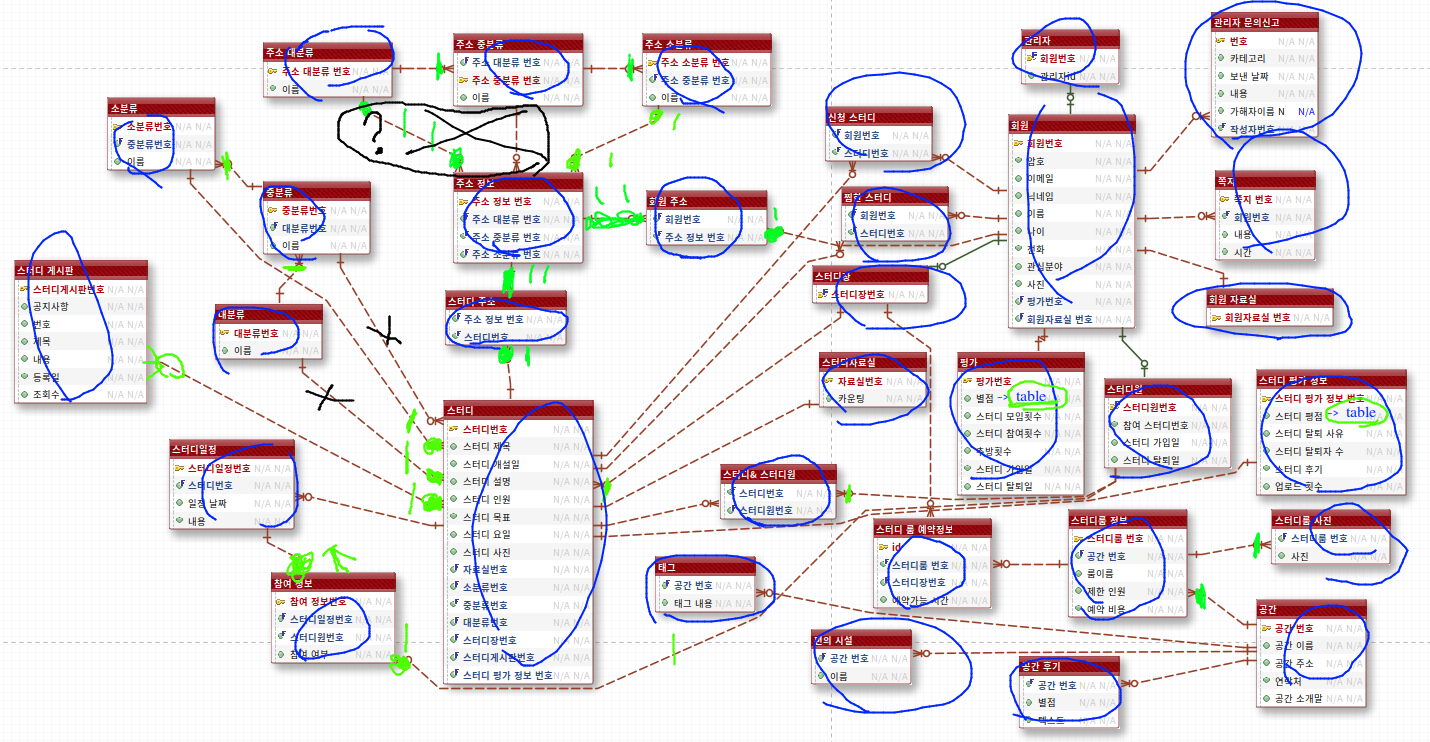 주소 대분류
주소 대분류 번호 N/A N/A
이름 N/A N/A
주소 중분류
주소 대분류 번호 N/A N/A
주소 중분류 번호 N/A N/A
이름 N/A N/A
주소 소분류
주소 소분류 번호 N/A N/A
주소 중분류 번호 N/A N/A
이름 N/A N/A
관리자
회원번호 N/A N/A
관리자id N/A N/A
관리자 문의신고
번호 N/A N/A
카테고리 N/A N/A
보낸 날짜 N/A N/A
내용 N/A N/A
가해자이름 N N/A
작성자번호 N/A N/A
소분류
소분류번호 N/A N/A
중분류번호 N/A N/A
이름 N/A N/A
신청 스터디
회원번호 N/A N/A
스터디번호 N/A N/A
회원
회원번호 N/A N/A
암호 N/A N/A
이메일 N/A N/A
닉네임 N/A N/A
이름 N/A N/A
나이 N/A N/A
전화 N/A N/A
관심분야 N/A N/A
사진 N/A N/A
평가번호 N/A N/A
회원자료실 번호 N/A N/A
?
중분류
중분류번호 N/A N/A
대분류번호 N/A N/A
이름 N/A N/A
주소 정보
주소 정보 번호 N/A N/A
주소 대분류 번호 N/A N/A
주소 중분류 번호 N/A N/A
주소 소분류 번호 N/A N/A
회원 주소
회원번호 N/A N/A
주소 정보 번호 N/A N/A
찜한 스터디
회원번호 N/A N/A
스터디번호 N/A N/A
쪽지
쪽지 번호 N/A N/A
회원번호 N/A N/A
내용 N/A N/A
시간 N/A N/A
스터디 게시판
스터디게시판번호 N/A N/A
공지사항 N/A N/A
번호 N/A N/A
제목 N/A N/A
내용 N/A N/A
등록일 N/A N/A
조회수 N/A N/A
대분류
대분류번호 N/A N/A
이름 N/A N/A
스터디 주소
주소 정보 번호 N/A N/A
스터디번호 N/A N/A
스터디장
스터디장번호 N/A N/A
회원 자료실
회원자료실 번호 N/A N/A
스터디자료실
자료실번호 N/A N/A
카운팅 N/A N/A
평가
평가번호 N/A N/A
별점 -> table
스터디 모임횟수 N/A N/A
스터디 참여횟수 N/A N/A
추방횟수 N/A N/A
스터디 가입일 N/A N/A
스터디 탈퇴일 N/A N/A
스터디원
스터디원번호 N/A N/A
참여 스터디번호 N/A N/A
스터디 가입일 N/A N/A
스터디 탈퇴일 N/A N/A
스터디 평가 정보
스터디 평가 정보 번호 N/A N/A
스터디 평점 -> table
스터디 탈퇴 사유 N/A N/A
스터디 탈퇴자 수 N/A N/A
스터디 후기 N/A N/A
업로드 횟수 N/A N/A
스터디
스터디번호 N/A N/A
스터디 제목 N/A N/A
스터디 개설일 N/A N/A
스터디 설명 N/A N/A
스터디 인원 N/A N/A
스터디 목표 N/A N/A
스터디 요일 N/A N/A
스터디 사진 N/A N/A
자료실번호 N/A N/A
소분류번호 N/A N/A
중분류번호 N/A N/A
대분류번호 N/A N/A
스터디장번호 N/A N/A
스터디게시판번호 N/A N/A
스터디 평가 정보 번호 N/A N/A
스터디일정
스터디일정번호 N/A N/A
스터디번호 N/A N/A
일정 날짜 N/A N/A
내용 N/A N/A
스터디& 스터디원
스터디번호 N/A N/A
스터디원번호 N/A N/A
참여 정보
참여 정보번호 N/A N/A
스터디일정번호 N/A N/A
스터디원번호 N/A N/A
참여 여부 N/A N/A
태그
공간 번호 N/A N/A
태그 내용 N/A N/A
스터디 룸 예약정보
id N/A N/A
스터디룸 번호 N/A N/A
스터디장번호 N/A N/A
예약가능 시간 N/A N/A
스터디룸 정보
스터디룸 번호 N/A N/A
공간 번호 N/A N/A
룸이름 N/A N/A
제한 인원 N/A N/A
예약 비용 N/A N/A
스터디룸 사진
스터디룸 번호 N/A N/A
사진 N/A N/A
편의 시설
공간 번호 N/A N/A
이름 N/A N/A
공간 후기
공간 번호 N/A N/A
별점 N/A N/A
텍스트 N/A N/A
공간
공간 번호 N/A N/A
공간 이름 N/A N/A
공간 주소 N/A N/A
연락처 N/A N/A
공간 소개말 N/A N/A